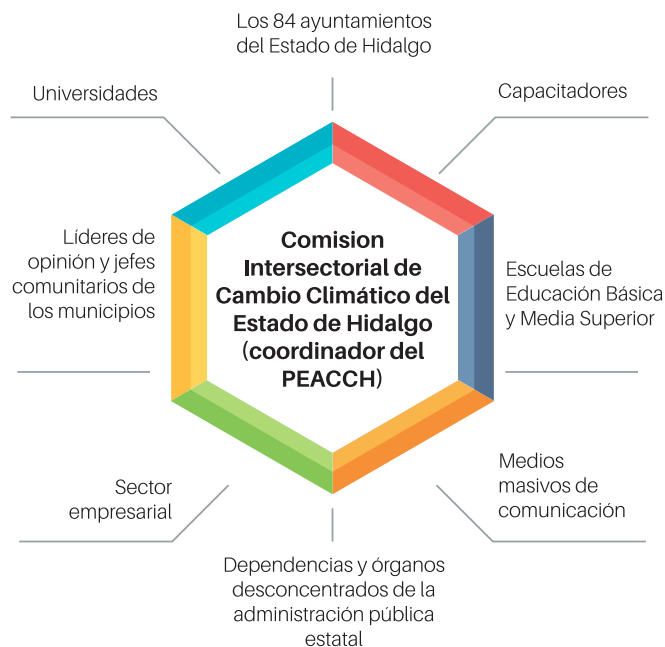 Los 84 ayuntamientos
del Estado de Hidalgo
Universidades
Capacitadores
Líderes de
opinión y jefes
comunitarios de
los municipios
Comision
Intersectorial de
Cambio Climático del
Estado de Hidalgo
(coordinador del
PEACCH)
Escuelas de
Educación Básica
y Media Superior
Sector
empresarial
Medios
masivos de
comunicación
Dependencias y órganos
desconcentrados de la
administración pública
estatal